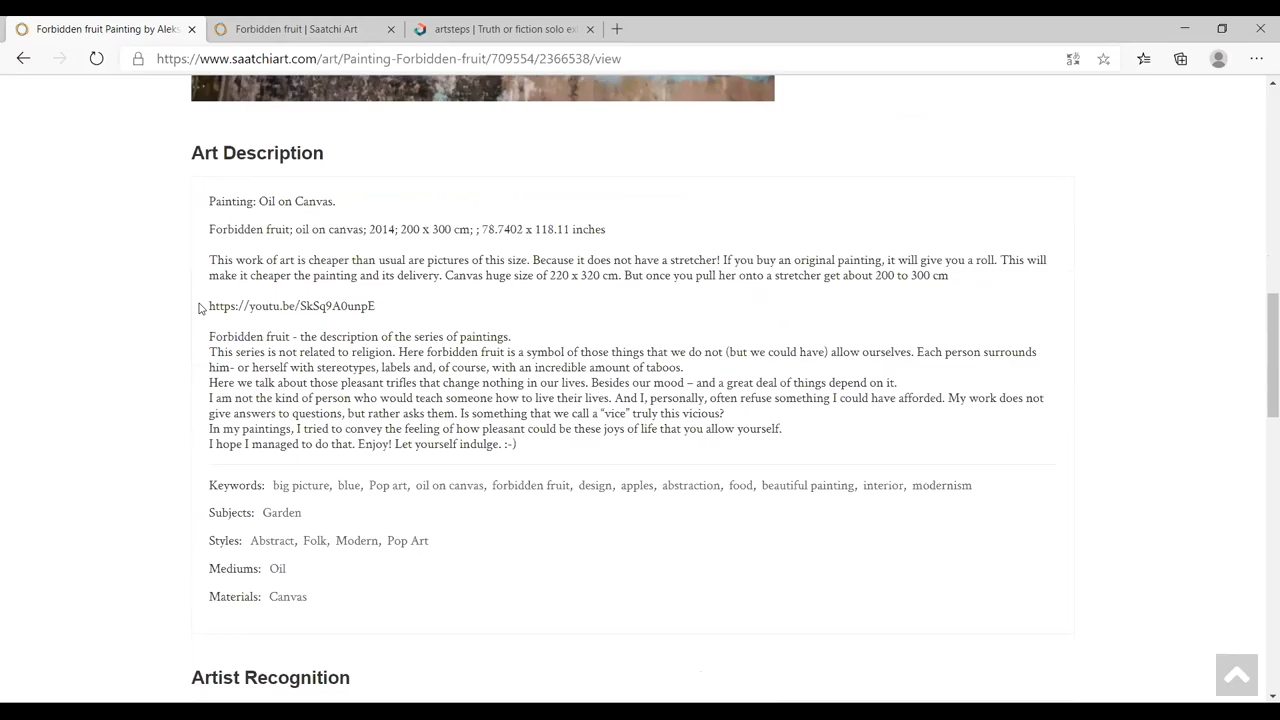 Forbidden fruit Painting by Aleks
Forbidden fruit | Saatchi Art
artsteps | Truth or fiction solo ex
https://www.saatchiart.com/art/Painting-Forbidden-fruit/709554/2366538/view
Art Description
Painting: Oil on Canvas.
Forbidden fruit; oil on canvas; 2014; 200 x 300 cm; ; 78.7402 x 118.11 inches
This work of art is cheaper than usual are pictures of this size. Because it does not have a stretcher! If you buy an original painting, it will give you a roll. This will
make it cheaper the painting and its delivery. Canvas huge size of 220 x 320 cm. But once you pull her onto a stretcher get about 200 to 300 cm
https://youtu.be/SkSq9A0unpE
Forbidden fruit - the description of the series of paintings.
This series is not related to religion. Here forbidden fruit is a symbol of those things that we do not (but we could have) allow ourselves. Each person surrounds
him- or herself with stereotypes, labels and, of course, with an incredible amount of taboos.
Here we talk about those pleasant trifles that change nothing in our lives. Besides our mood – and a great deal of things depend on it.
I am not the kind of person who would teach someone how to live their lives. And I, personally, often refuse something I could have afforded. My work does not
give answers to questions, but rather asks them. Is something that we call a “vice” truly this vicious?
In my paintings, I tried to convey the feeling of how pleasant could be these joys of life that you allow yourself.
I hope I managed to do that. Enjoy! Let yourself indulge. :-)
Keywords: big picture, blue, Pop art, oil on canvas, forbidden fruit, design, apples, abstraction, food, beautiful painting, interior, modernism
Subjects: Garden
Styles: Abstract, Folk, Modern, Pop Art
Mediums: Oil
Materials: Canvas
Artist Recognition